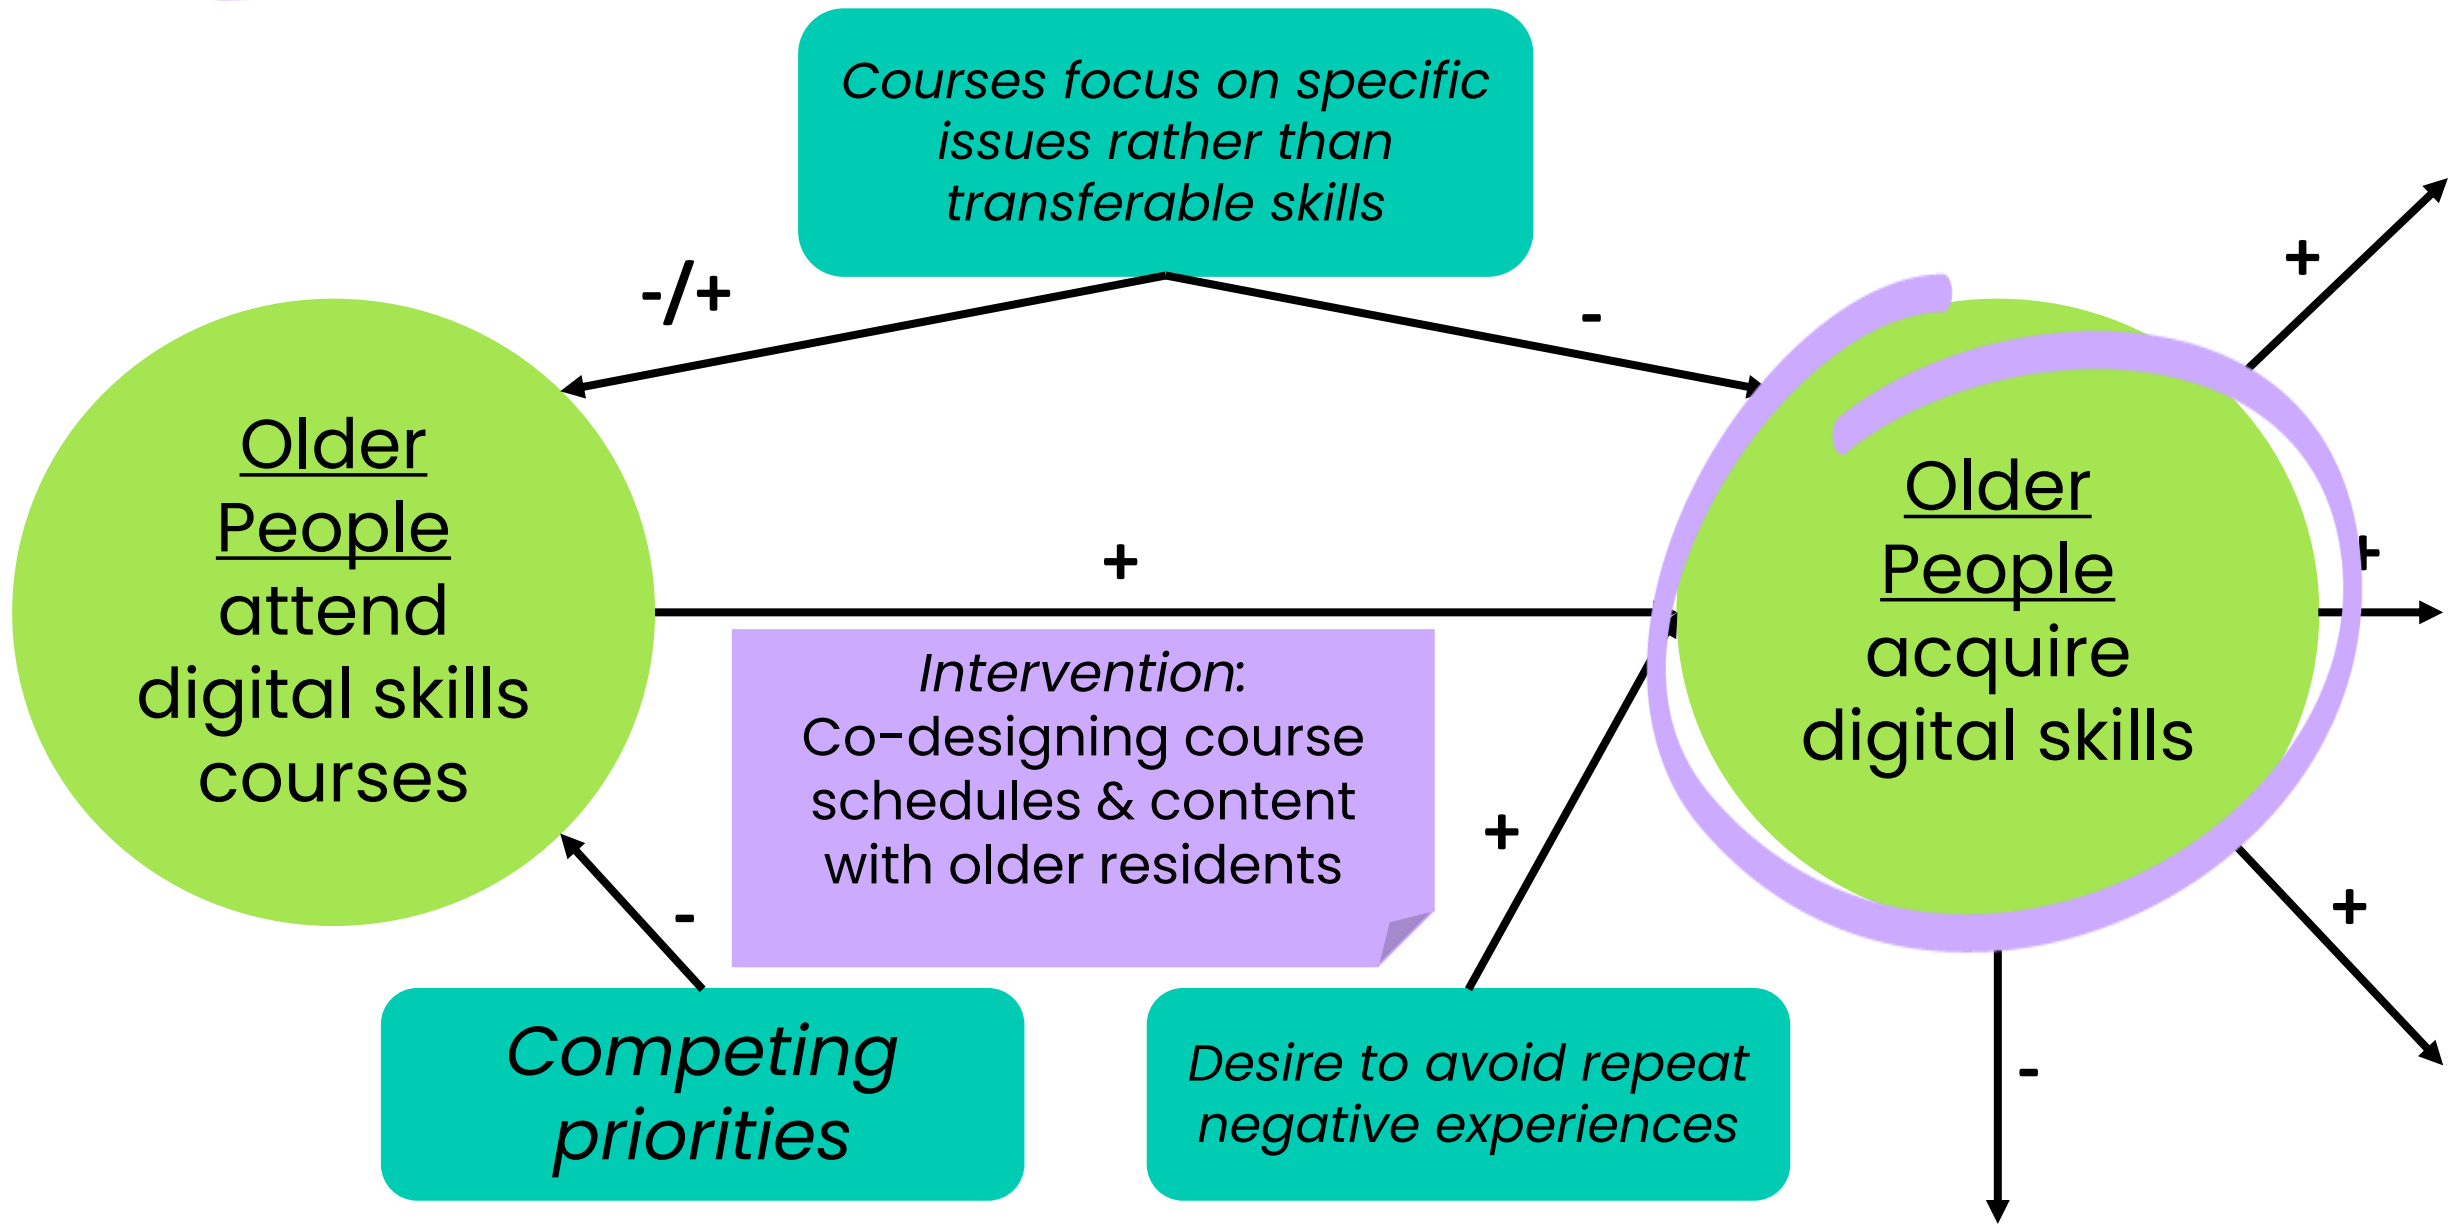 Courses focus on specific
issues rather than
transferable skills
-/+
-
+
Older
People
attend
digital skills
courses
+
Older
People
acquire
digital skills
+
Intervention:
Co-designing course
schedules & content
with older residents
+
-
+
-
Competing
priorities
Desire to avoid repeat
negative experiences